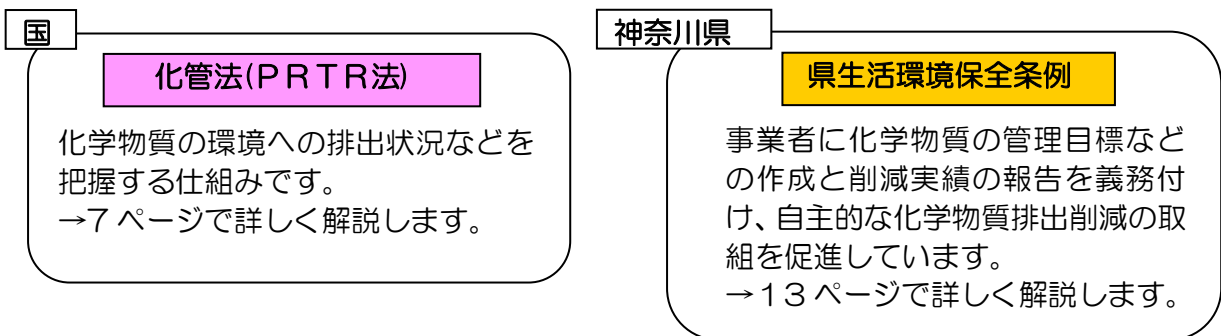 国
化管法(PRTR法)
化学物質の環境への排出状況などを
把握する仕組みです。
→7ページで詳しく解説します。
神奈川県
県生活環境保全条例
事業者に化学物質の管理目標など
の作成と削減実績の報告を義務付
け、自主的な化学物質排出削減の取
組を促進しています。
→13ページで詳しく解説します。